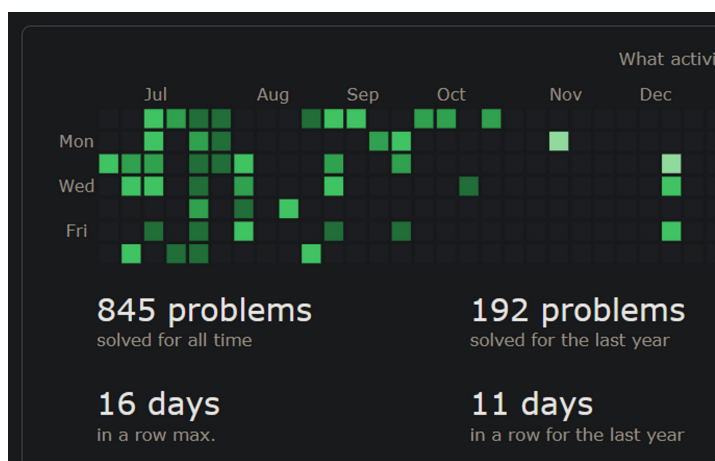 What activi
Jul Aug Sep Oct Nov Dec
Mon
Wed
Fri
845 problems 192 problems
solved for all time solved for the last year
16 days 11 days
in a row max. in a row for the last year